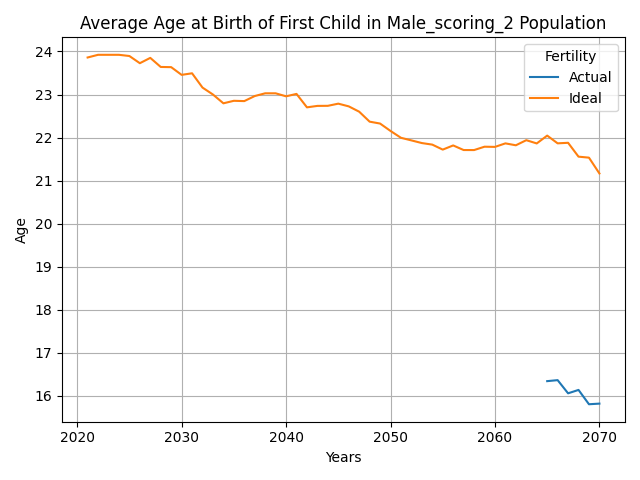 Average Age at Birth of First Child in Male_scoring_2 Population
Fertility
Actual
Ideal
Age
24
23
22
21
20
19
18
17
16
2020 2030 2040 2050 2060 2070
Years